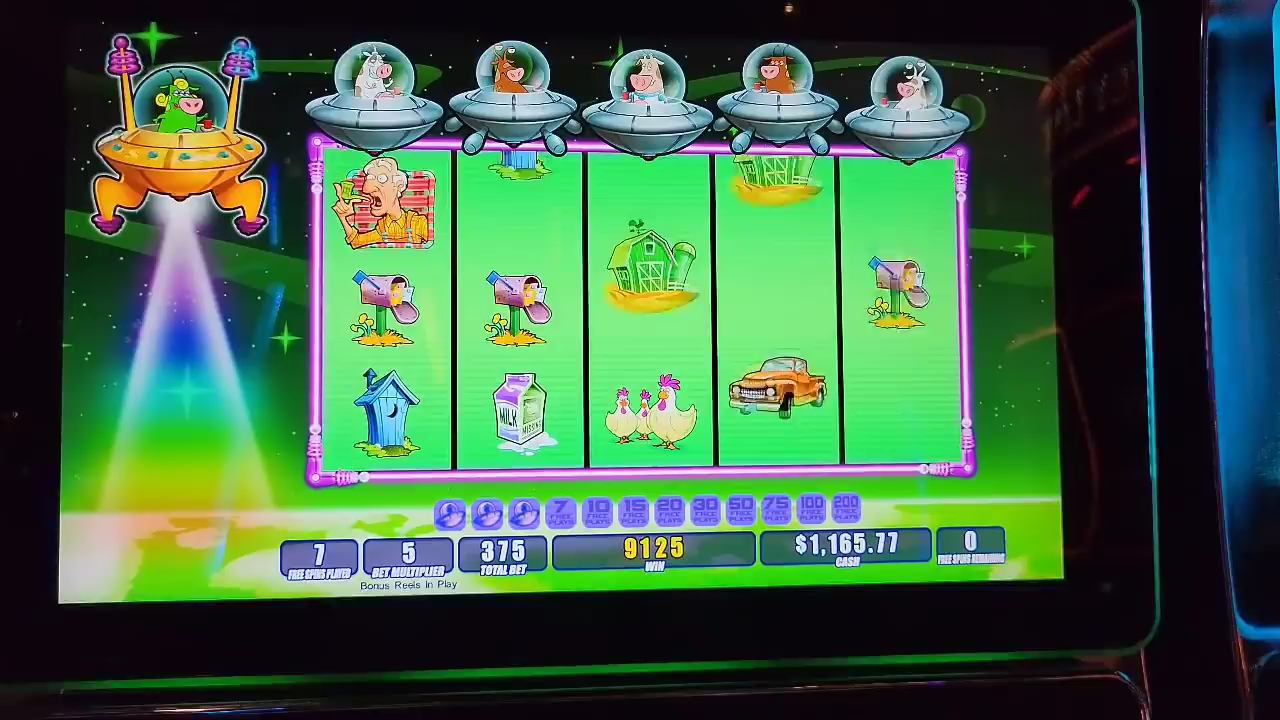 MILK
MISSING
7 FREE PLAYS
10 FREE PLAYS
15 FREE PLAYS
20 FREE PLAYS
30 FREE PLAYS
50 FREE PLAYS
75 FREE PLAYS
100 FREE PLAYS
200 FREE PLAYS
7
FREE SPINS PLAYED
5
BET MULTIPLIER
375
TOTAL BET
9125
WIN
$1,165.77
CASH
0
FREE SPINS REMAINING
Bonus Reels In Play